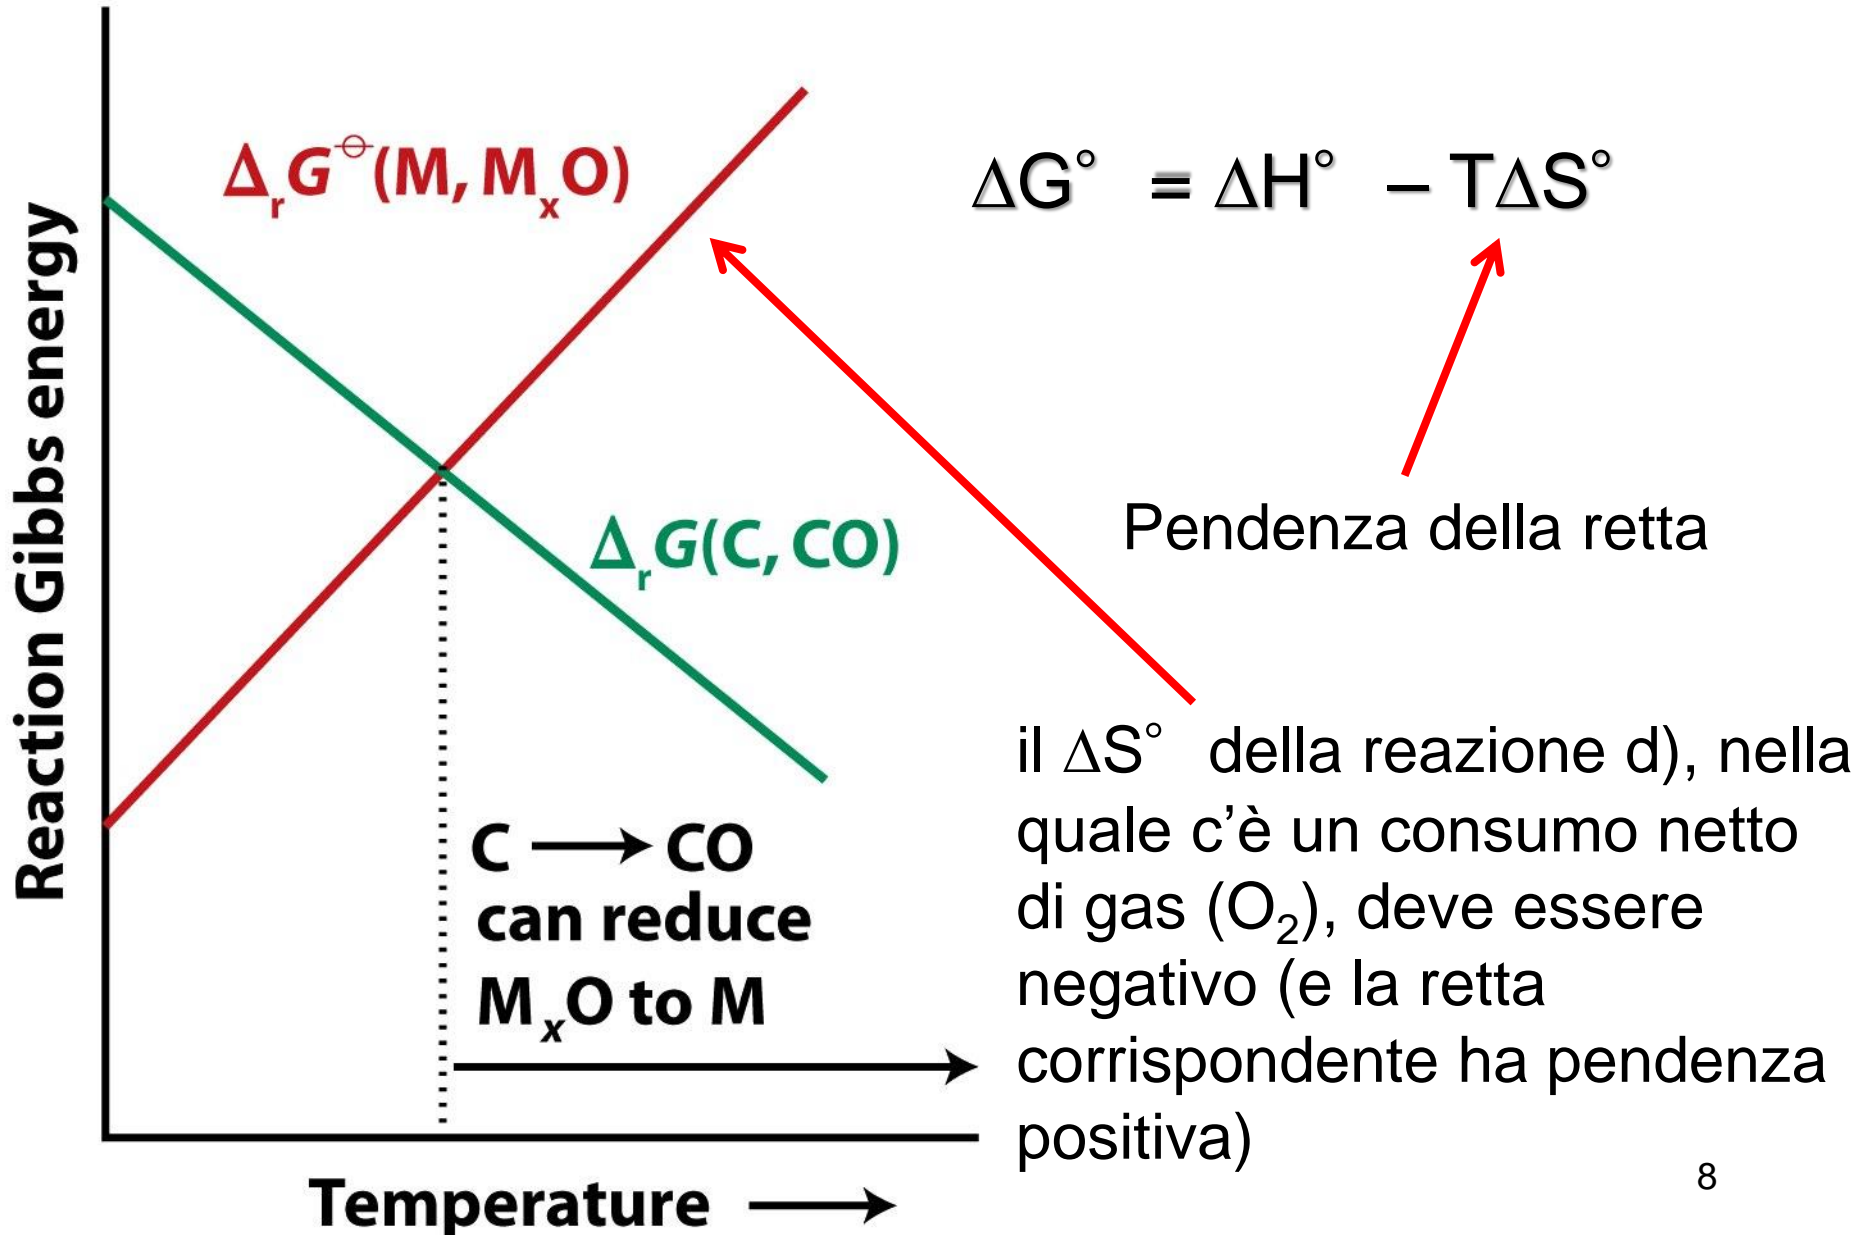 Reaction Gibbs energy
ΔrG⦵(M, MxO)
ΔG° = ΔH° – TΔS°
ΔrG(C, CO)
Pendenza della retta
C → CO
can reduce
MxO to M
il ΔS° della reazione d), nella
quale c’è un consumo netto
di gas (O₂), deve essere
negativo (e la retta
corrispondente ha pendenza
positiva)
8
Temperature →